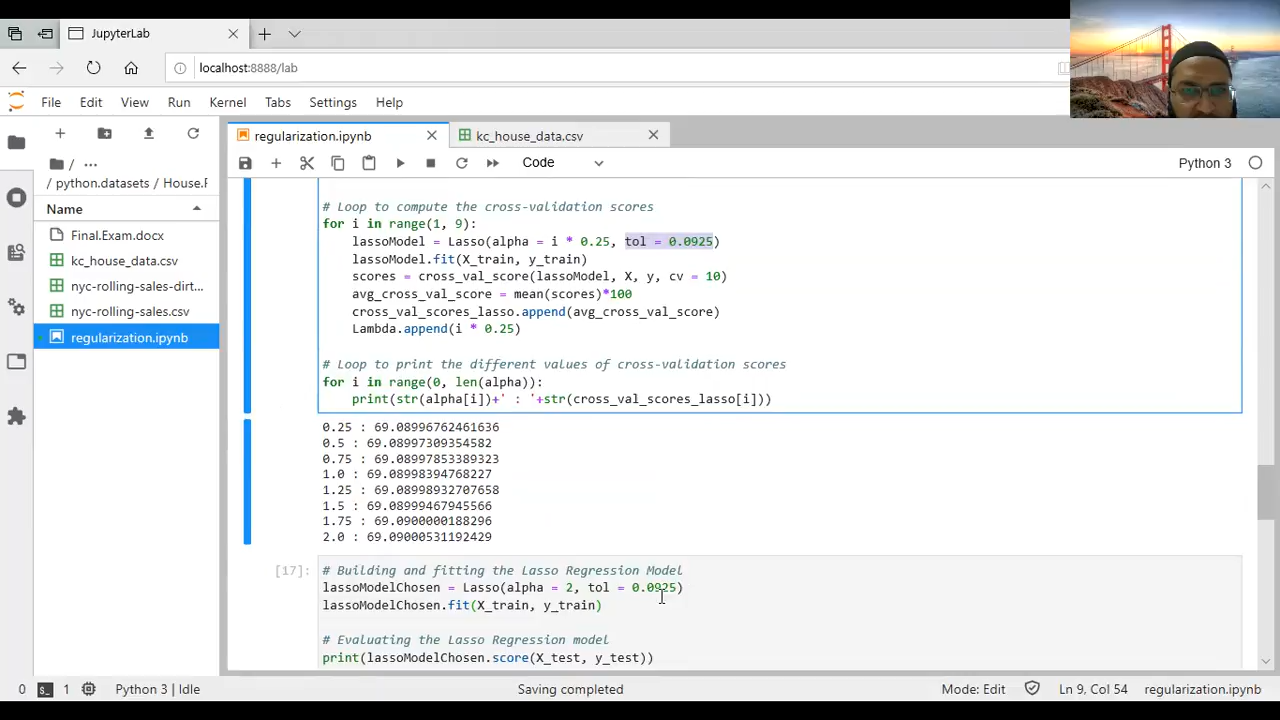 JupyterLab
localhost:8888/lab
File Edit View Run Kernel Tabs Settings Help
regularization.ipynb
kc_house_data.csv
Code
Python 3
/ ...
/ python.datasets / House.F
Name
Final.Exam.docx
kc_house_data.csv
nyc-rolling-sales-dirt...
nyc-rolling-sales.csv
regularization.ipynb
# Loop to compute the cross-validation scores
for i in range(1, 9):
lassoModel = Lasso(alpha = i * 0.25, tol = 0.0925)
lassoModel.fit(X_train, y_train)
scores = cross_val_score(lassoModel, X, y, cv = 10)
avg_cross_val_score = mean(scores)*100
cross_val_scores_lasso.append(avg_cross_val_score)
Lambda.append(i * 0.25)
# Loop to print the different values of cross-validation scores
for i in range(0, len(alpha)):
print(str(alpha[i])+' : '+str(cross_val_scores_lasso[i]))
0.25 : 69.08996762461636
0.5 : 69.08997309354582
0.75 : 69.08997853389323
1.0 : 69.08998394768227
1.25 : 69.08998932707658
1.5 : 69.08999467945566
1.75 : 69.0900000188296
2.0 : 69.09000531192429
[17]:
# Building and fitting the Lasso Regression Model
lassoModelChosen = Lasso(alpha = 2, tol = 0.0925)
lassoModelChosen.fit(X_train, y_train)
# Evaluating the Lasso Regression model
print(lassoModelChosen.score(X_test, y_test))
0 1 Python 3 | Idle
Saving completed
Mode: Edit
Ln 9, Col 54
regularization.ipynb